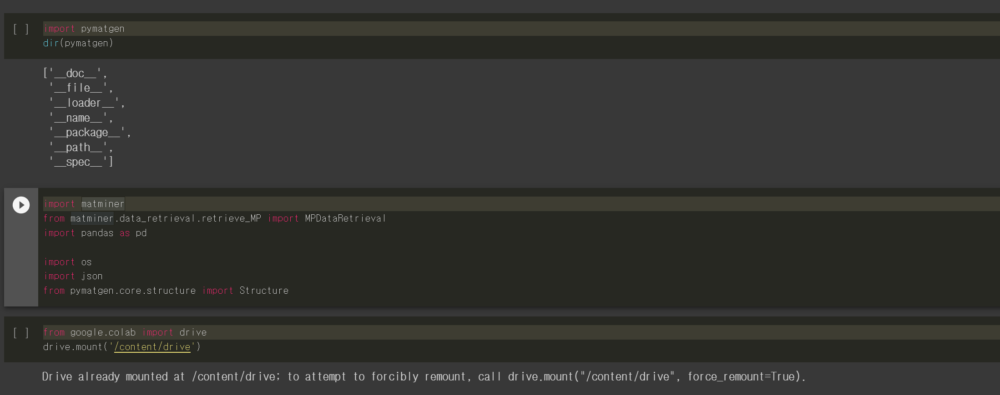 [ ] import pymatgen
dir(pymatgen)
['__doc__',
 '__file__',
 '__loader__',
 '__name__',
 '__package__',
 '__path__',
 '__spec__']
import matminer
from matminer.data_retrieval.retrieve_MP import MPDataRetrieval
import pandas as pd
import os
import json
from pymatgen.core.structure import Structure
[ ] from google.colab import drive
drive.mount('/content/drive')
Drive already mounted at /content/drive; to attempt to forcibly remount, call drive.mount("/content/drive", force_remount=True).